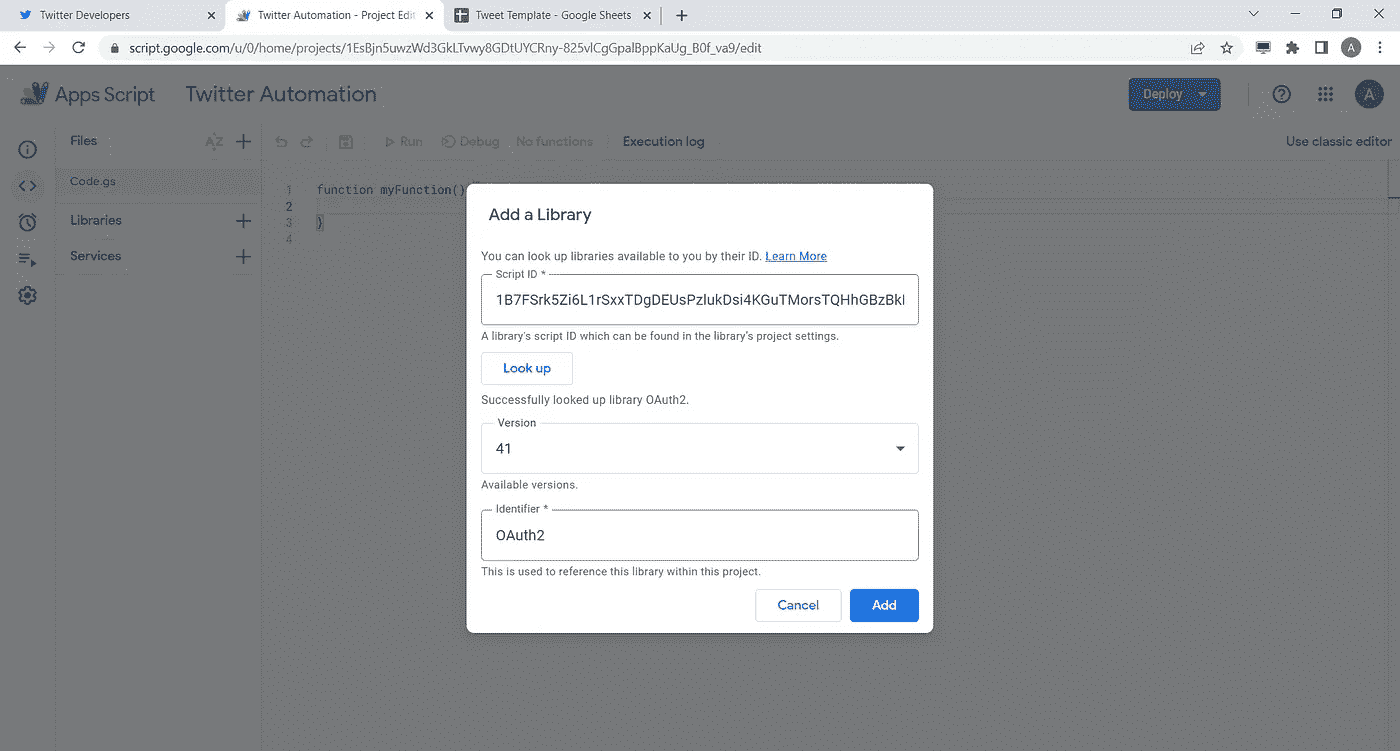 Twitter Developers
Twitter Automation - Project Edit
Tweet Template - Google Sheets
script.google.com/u/0/home/projects/1EsBjn5uwzWd3GkLTvwy8GDtUYCRny-825vlCgGpalBppKaUg_B0f_va9/edit
A
Apps Script
Twitter Automation
Deploy
A
Files
AZ
Run
Debug
No functions
Execution log
Use classic editor
Code.gs
Libraries
Services
1 function myFunction()
2
3 }
4
Add a Library
You can look up libraries available to you by their ID. Learn More
Script ID *
1B7FSrk5Zi6L1rSxxTDgDEUsPzlukDsi4KGuTMorsTQHhGBzBkl
A library's script ID which can be found in the library's project settings.
Look up
Successfully looked up library OAuth2.
Version
41
Available versions.
Identifier *
OAuth2
This is used to reference this library within this project.
Cancel
Add